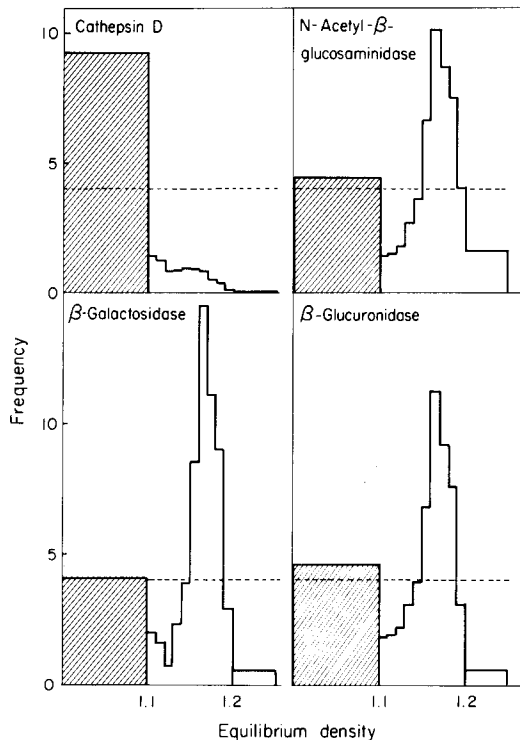 Cathepsin D
N-Acetyl-β-
glucosaminidase
10
5
0
β-Galactosidase
β-Glucuronidase
10
5
0
Frequency
1.1
1.2
1.1
1.2
Equilibrium density